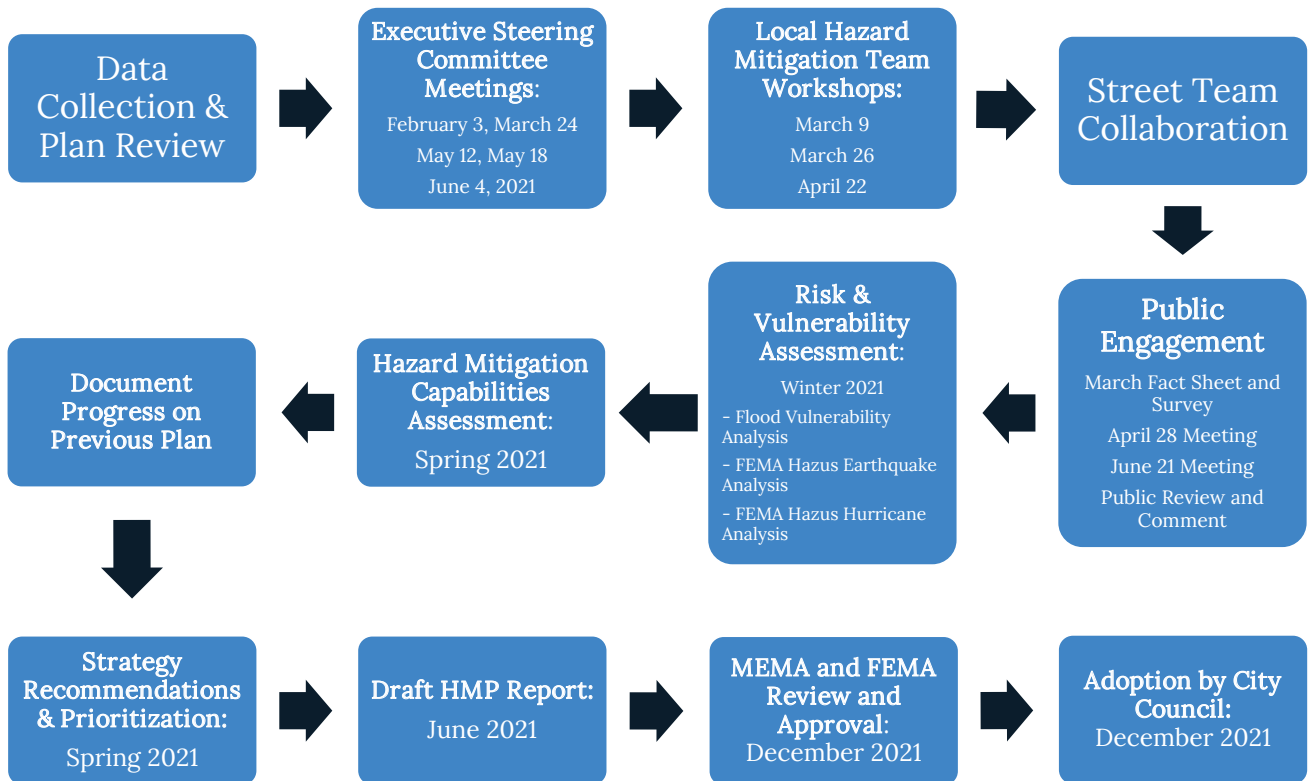 Data
Collection &
Plan Review
Executive Steering
Committee
Meetings:
February 3, March 24
May 12, May 18
June 4, 2021
Local Hazard
Mitigation Team
Workshops:
March 9
March 26
April 22
Street Team
Collaboration
Public
Engagement
March Fact Sheet and
Survey
April 28 Meeting
June 21 Meeting
Public Review and
Comment
Risk &
Vulnerability
Assessment:
Winter 2021
- Flood Vulnerability
Analysis
- FEMA Hazus Earthquake
Analysis
- FEMA Hazus Hurricane
Analysis
Hazard Mitigation
Capabilities
Assessment:
Spring 2021
Document
Progress on
Previous Plan
Strategy
Recommendations
& Prioritization:
Spring 2021
Draft HMP Report:
June 2021
MEMA and FEMA
Review and
Approval:
December 2021
Adoption by City
Council:
December 2021